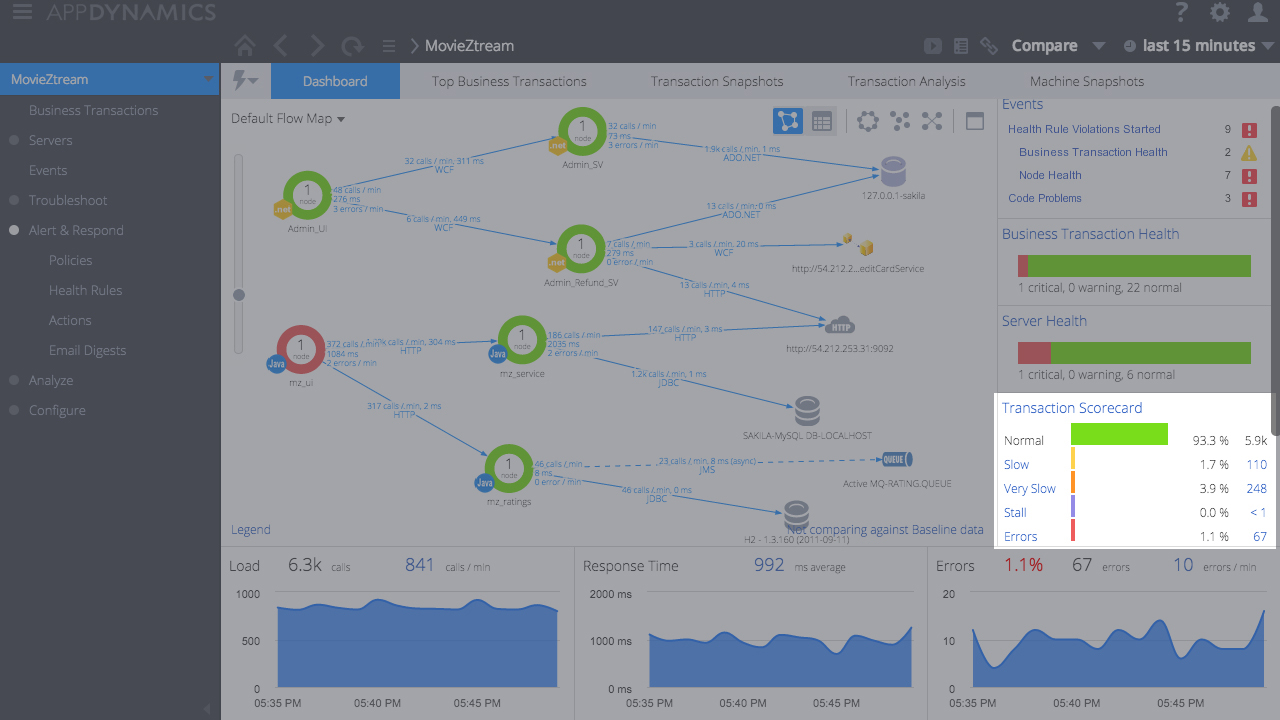 APPDYNAMICS
MovieZtream
Compare
last 15 minutes
MovieZtream
Business Transactions
Servers
Events
Troubleshoot
Alert & Respond
Policies
Health Rules
Actions
Email Digests
Analyze
Configure
Dashboard
Top Business Transactions
Transaction Snapshots
Transaction Analysis
Machine Snapshots
Default Flow Map
1
node
.net
Admin_UI
48 calls / min
276 ms
3 errors / min
32 calls / min, 311 ms
WCF
6 calls / min, 449 ms
WCF
1
node
.net
Admin_SV
32 calls / min
73 ms
3 errors / min
1.9k calls / min, 1 ms
ADO.NET
127.0.0.1-sakila
1
node
.net
Admin_Refund_SV
7 calls / min
279 ms
0 error / min
13 calls / min, 0 ms
ADO.NET
3 calls / min, 20 ms
WCF
http://54.212.2...editCardService
13 calls / min, 4 ms
HTTP
1
node
Java
mz_ui
372 calls / min
1084 ms
2 errors / min
calls / min, 304 ms
HTTP
317 calls / min, 2 ms
HTTP
1
node
Java
mz_service
186 calls / min
2035 ms
2 errors / min
147 calls / min, 3 ms
HTTP
HTTP
http://54.212.253.31:9092
1.2k calls / min, 1 ms
JDBC
SAKILA-MySQL DB-LOCALHOST
1
node
Java
mz_ratings
46 calls / min
8 ms
0 error / min
23 calls / min, 8 ms (async)
JMS
QUEUE
Active MQ-RATING.QUEUE
46 calls / min, 0 ms
JDBC
H2 - 1.3.160 (2011-09-11)
Legend
Not comparing against Baseline data
Events
Health Rule Violations Started 9
Business Transaction Health 2
Node Health 7
Code Problems 3
Business Transaction Health
1 critical, 0 warning, 22 normal
Server Health
1 critical, 0 warning, 6 normal
Transaction Scorecard
Normal 93.3 % 5.9k
Slow 1.7 % 110
Very Slow 3.9 % 248
Stall 0.0 % < 1
Errors 1.1 % 67
Load 6.3k calls 841 calls / min
1000
500
0
05:35 PM 05:40 PM 05:45 PM
Response Time 992 ms average
2000 ms
1000 ms
0 ms
05:35 PM 05:40 PM 05:45 PM
Errors 1.1% 67 errors 10 errors / min
20
10
0
05:35 PM 05:40 PM 05:45 PM